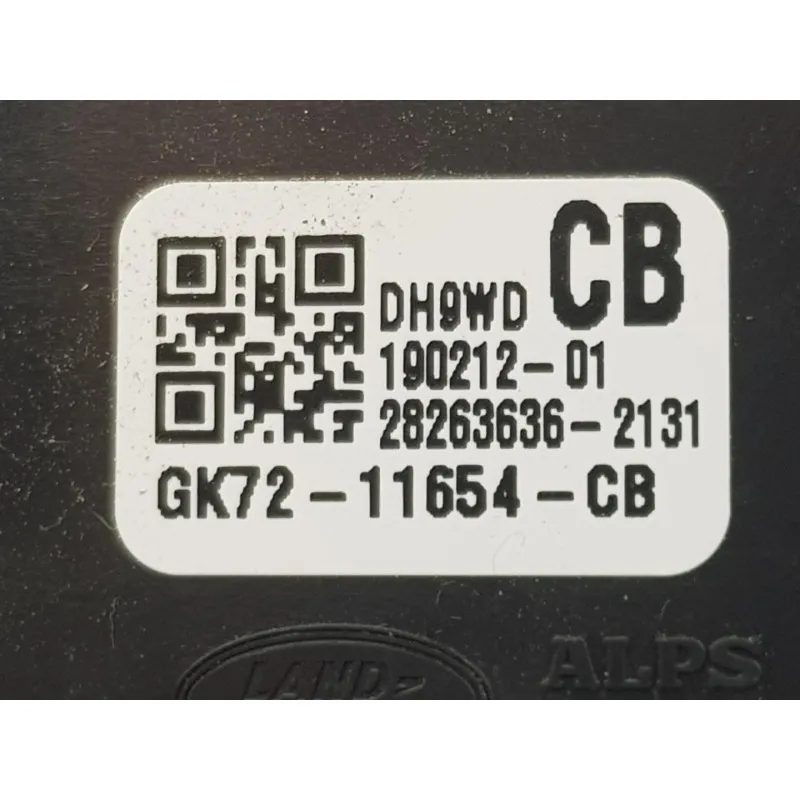 CB
DH9WD
190212-01
28263636-2131
GK72-11654-CB
ALPS
LAND